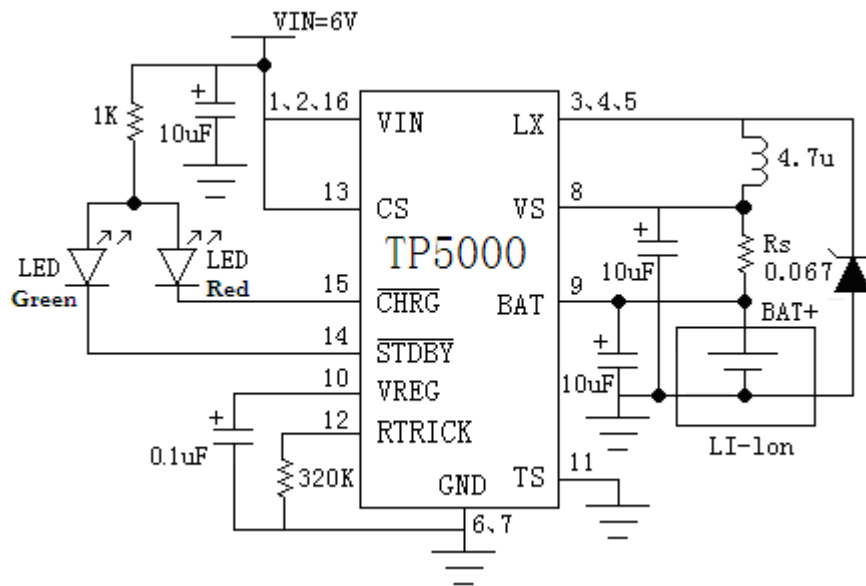 VIN=6V
1K
+
10uF
1、2、16
VIN
LX
3、4、5
4.7u
13
CS
VS
8
TP5000
+
10uF
Rs
0.067
LED
Green
LED
Red
15
CHRG
BAT
9
BAT+
14
STDBY
+
10uF
10
VREG
+
0.1uF
12
RTRICK
320K
LI-lon
GND
TS
11
6、7